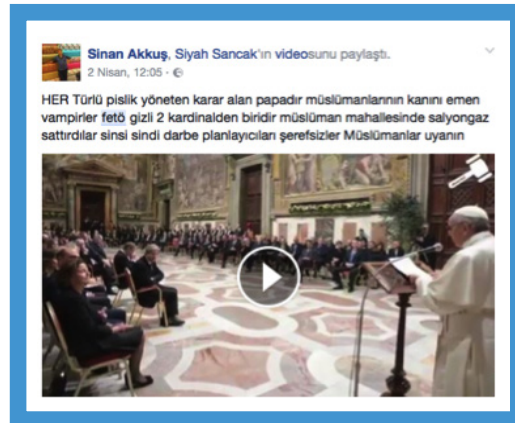 Sinan Akkuş, Siyah Sancak'ın videosunu paylaştı.
2 Nisan, 12:05
HER Türlü pislik yöneten karar alan papadır müslümanlarının kanını emen
vampirler fetö gizli 2 kardinalden biridir müslüman mahallesinde salyongaz
sattırdılar sinsi sindi darbe planlayıcıları şerefsizler Müslümanlar uyanın